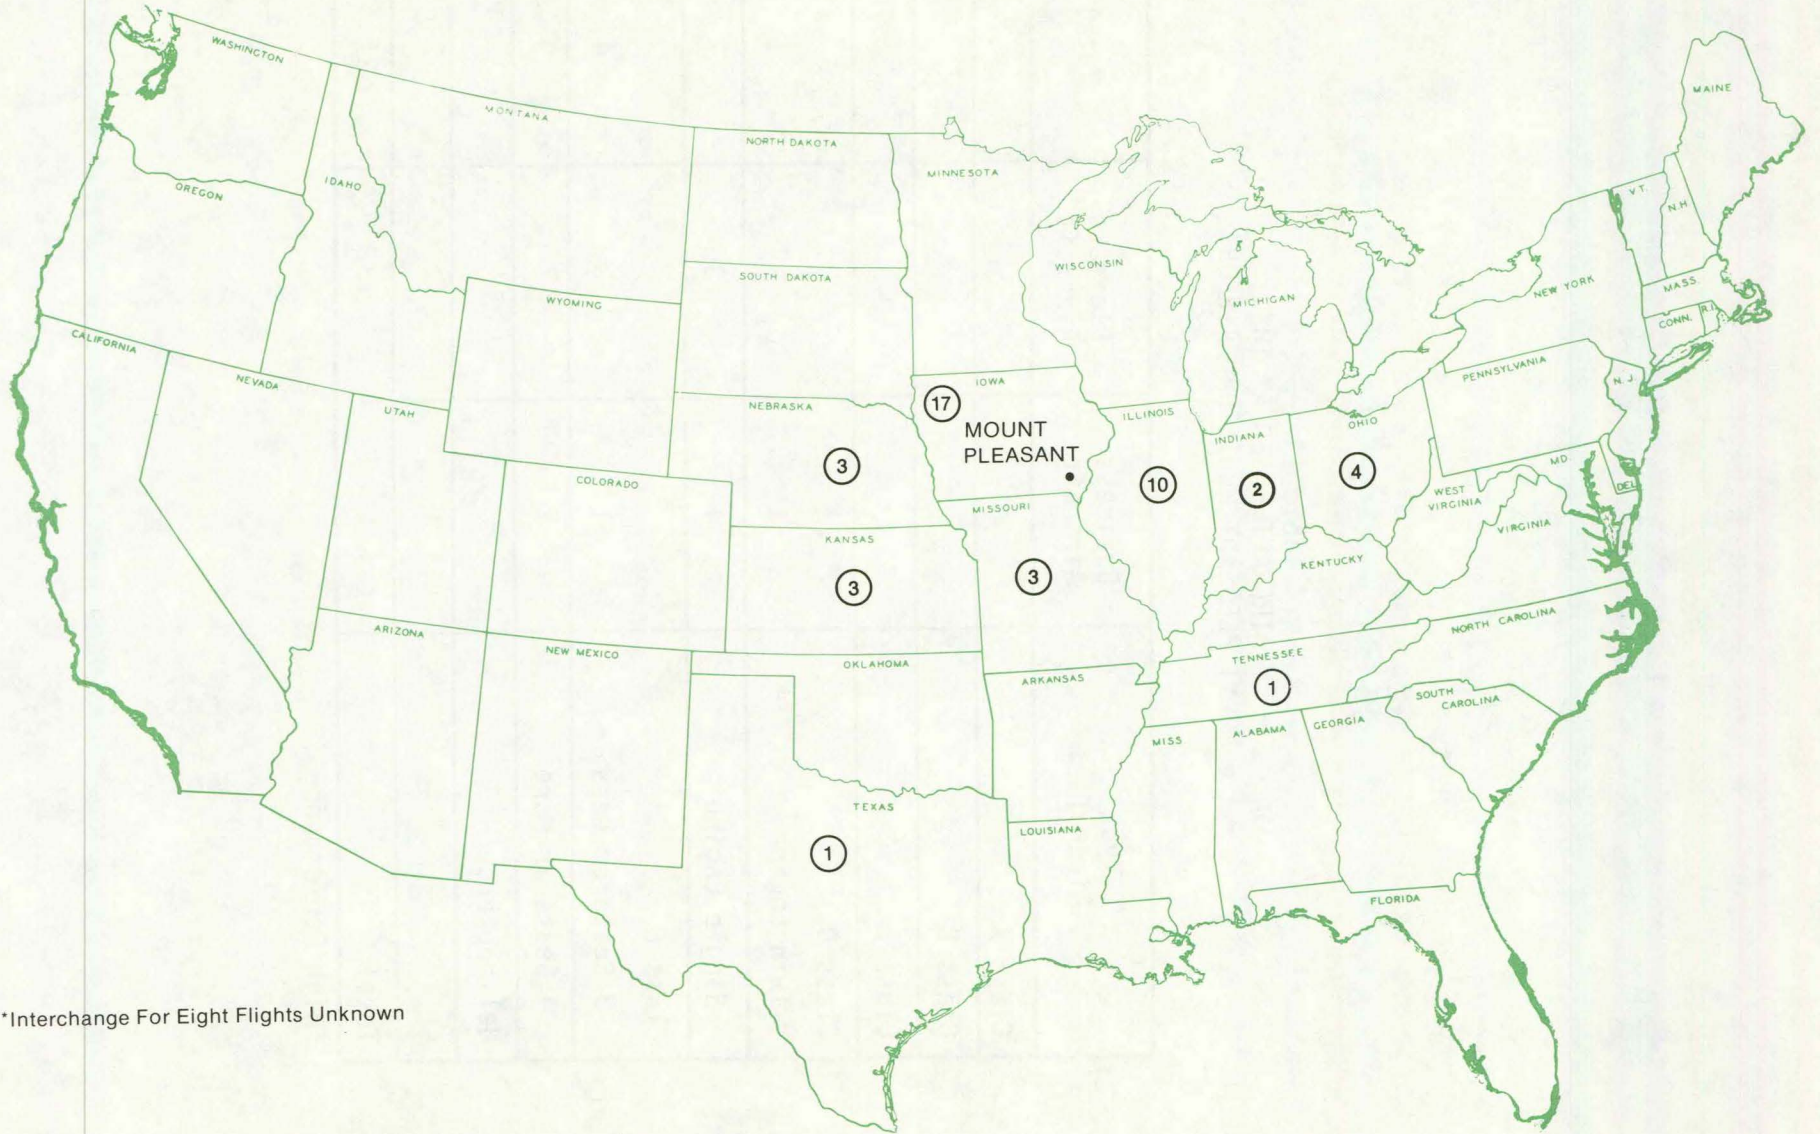 WASHINGTON
MONTANA
NORTH DAKOTA
MINNESOTA
MAINE
OREGON
IDAHO
V.T.
N.H.
SOUTH DAKOTA
WISCONSIN
WYOMING
MICHIGAN
NEW YORK
MASS.
CONN.
R.I.
CALIFORNIA
NEVADA
UTAH
NEBRASKA
IOWA
17
MOUNT
PLEASANT
ILLINOIS
INDIANA
OHIO
PENNSYLVANIA
N.J.
3
10
2
4
COLORADO
MISSOURI
WEST
VIRGINIA
MD.
DEL.
VIRGINIA
KANSAS
3
3
KENTUCKY
ARIZONA
NEW MEXICO
OKLAHOMA
ARKANSAS
TENNESSEE
1
NORTH CAROLINA
SOUTH
CAROLINA
MISS
ALABAMA
GEORGIA
TEXAS
1
LOUISIANA
FLORIDA
*Interchange For Eight Flights Unknown